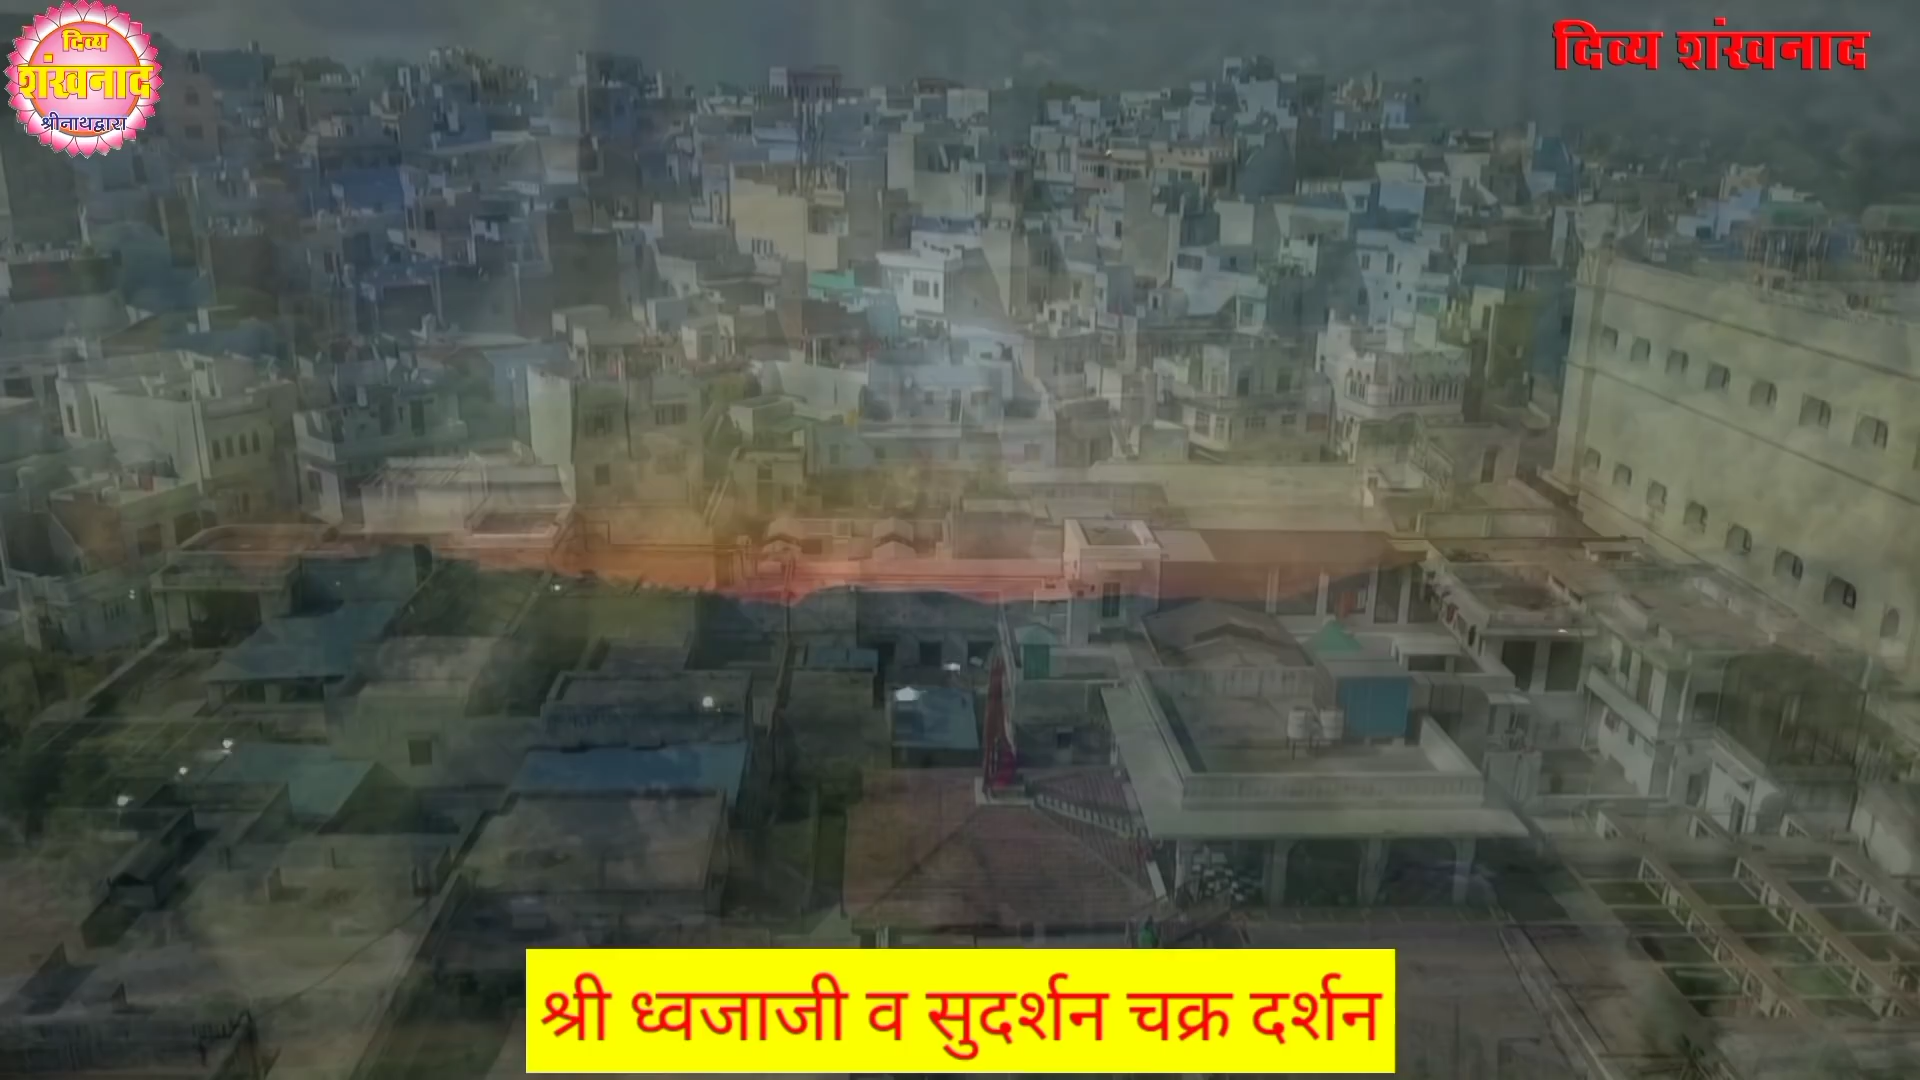 दिव्य
शंखनाद
श्रीनाथद्वारा
दिव्य शंखनाद
श्री ध्वजाजी व सुदर्शन चक्र दर्शन